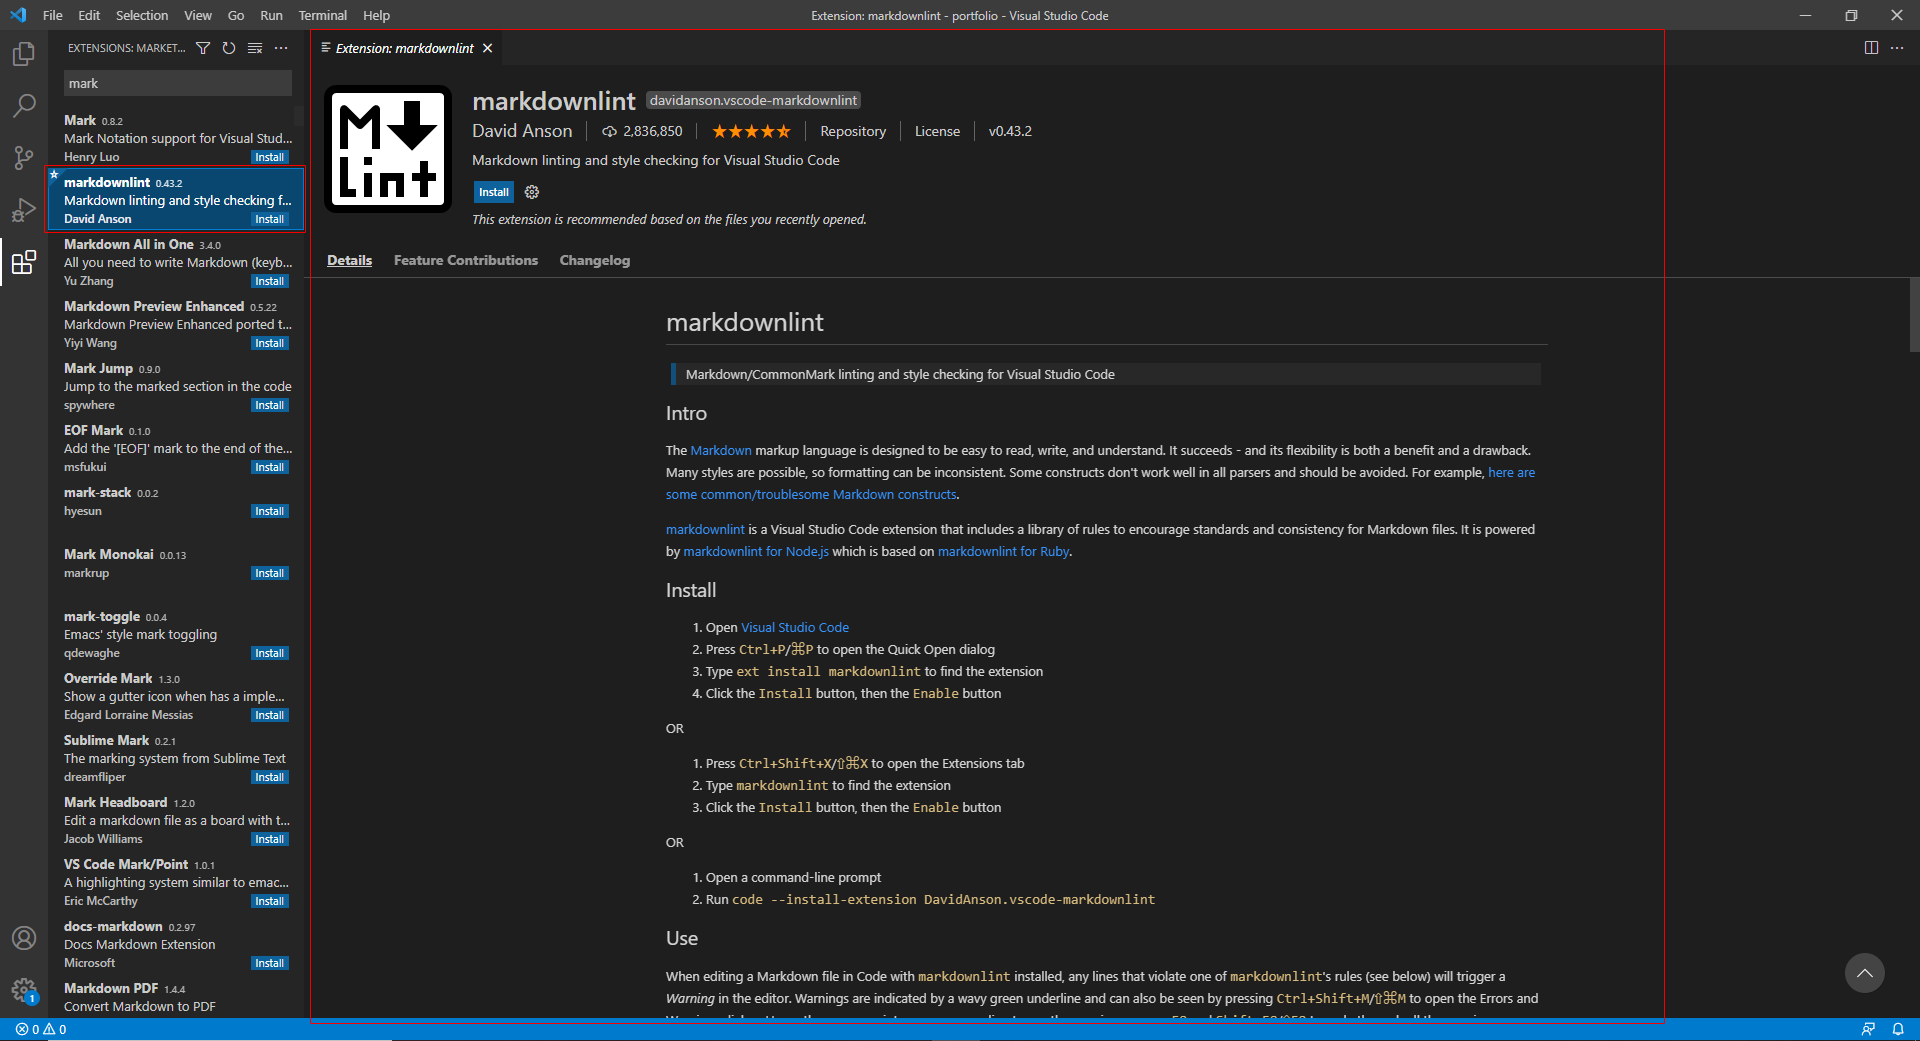 File Edit Selection View Go Run Terminal Help
Extension: markdownlint - portfolio - Visual Studio Code
EXTENSIONS: MARKET...
mark
Mark 0.8.2
Mark Notation support for Visual Stud...
Henry Luo Install
markdownlint 0.43.2
Markdown linting and style checking f...
David Anson Install
Markdown All in One 3.4.0
All you need to write Markdown (keyb...
Yu Zhang Install
Markdown Preview Enhanced 0.5.22
Markdown Preview Enhanced ported t...
Yiyi Wang Install
Mark Jump 0.9.0
Jump to the marked section in the code
spywhere Install
EOF Mark 0.1.0
Add the '[EOF]' mark to the end of the...
msfukui Install
mark-stack 0.0.2
hyesun Install
Mark Monokai 0.0.13
markrup Install
mark-toggle 0.0.4
Emacs' style mark toggling
qdewaghe Install
Override Mark 1.3.0
Show a gutter icon when has a imple...
Edgard Lorraine Messias Install
Sublime Mark 0.2.1
The marking system from Sublime Text
dreamfliper Install
Mark Headboard 1.2.0
Edit a markdown file as a board with t...
Jacob Williams Install
VS Code Mark/Point 1.0.1
A highlighting system similar to emac...
Eric McCarthy Install
docs-markdown 0.2.97
Docs Markdown Extension
Microsoft Install
Markdown PDF 1.4.4
Convert Markdown to PDF
Extension: markdownlint
M
Lint
markdownlint davidanson.vscode-markdownlint
David Anson 2,836,850 Repository License v0.43.2
Markdown linting and style checking for Visual Studio Code
Install
This extension is recommended based on the files you recently opened.
Details Feature Contributions Changelog
markdownlint
Markdown/CommonMark linting and style checking for Visual Studio Code
Intro
The Markdown markup language is designed to be easy to read, write, and understand. It succeeds - and its flexibility is both a benefit and a drawback.
Many styles are possible, so formatting can be inconsistent. Some constructs don't work well in all parsers and should be avoided. For example, here are
some common/troublesome Markdown constructs.
markdownlint is a Visual Studio Code extension that includes a library of rules to encourage standards and consistency for Markdown files. It is powered
by markdownlint for Node.js which is based on markdownlint for Ruby.
Install
1. Open Visual Studio Code
2. Press Ctrl+P/⌘P to open the Quick Open dialog
3. Type ext install markdownlint to find the extension
4. Click the Install button, then the Enable button
OR
1. Press Ctrl+Shift+X/⇧⌘X to open the Extensions tab
2. Type markdownlint to find the extension
3. Click the Install button, then the Enable button
OR
1. Open a command-line prompt
2. Run code --install-extension DavidAnson.vscode-markdownlint
Use
When editing a Markdown file in Code with markdownlint installed, any lines that violate one of markdownlint's rules (see below) will trigger a
Warning in the editor. Warnings are indicated by a wavy green underline and can also be seen by pressing Ctrl+Shift+M/⇧⌘M to open the Errors and
1
0 0